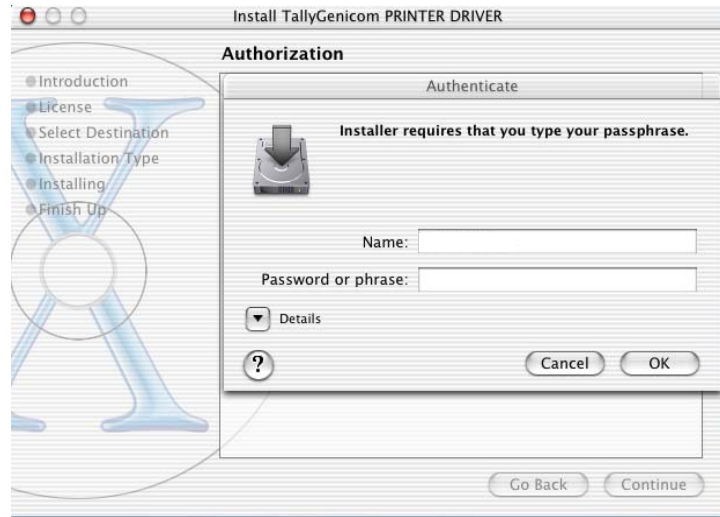 Install TallyGenicom PRINTER DRIVER
Authorization
Introduction
License
Select Destination
Installation Type
Installing
Finish Up
Authenticate
Installer requires that you type your passphrase.
Name:
Password or phrase:
Details
?
Cancel
OK
Go Back
Continue